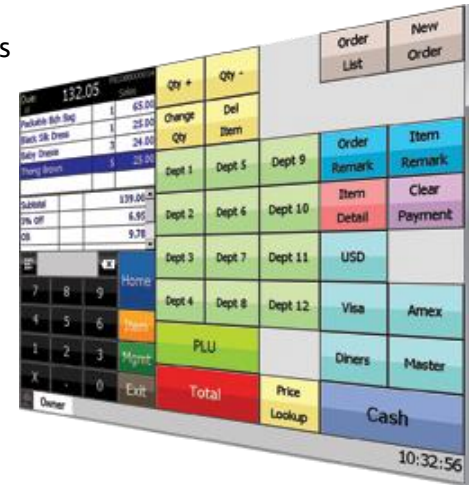 s
Due 132.05
Sales
Packable Bch Bag 1 65.00
Black Silk Dress 1 25.00
Baby Onesie 3 24.00
Thong Brown 5 25.00
Subtotal 139.00
5% Off 6.95
9.78
Qty +
Qty -
Order List
New Order
Change Qty
Del Item
Dept 1
Dept 5
Dept 9
Order Remark
Item Remark
Dept 2
Dept 6
Dept 10
Item Detail
Clear Payment
Dept 3
Dept 7
Dept 11
USD
Dept 4
Dept 8
Dept 12
Visa
Amex
PLU
Diners
Master
Total
Price Lookup
Cash
7 8 9 Home
4 5 6 Item
1 2 3 Mgmt
X . 0 Exit
Owner
10:32:56